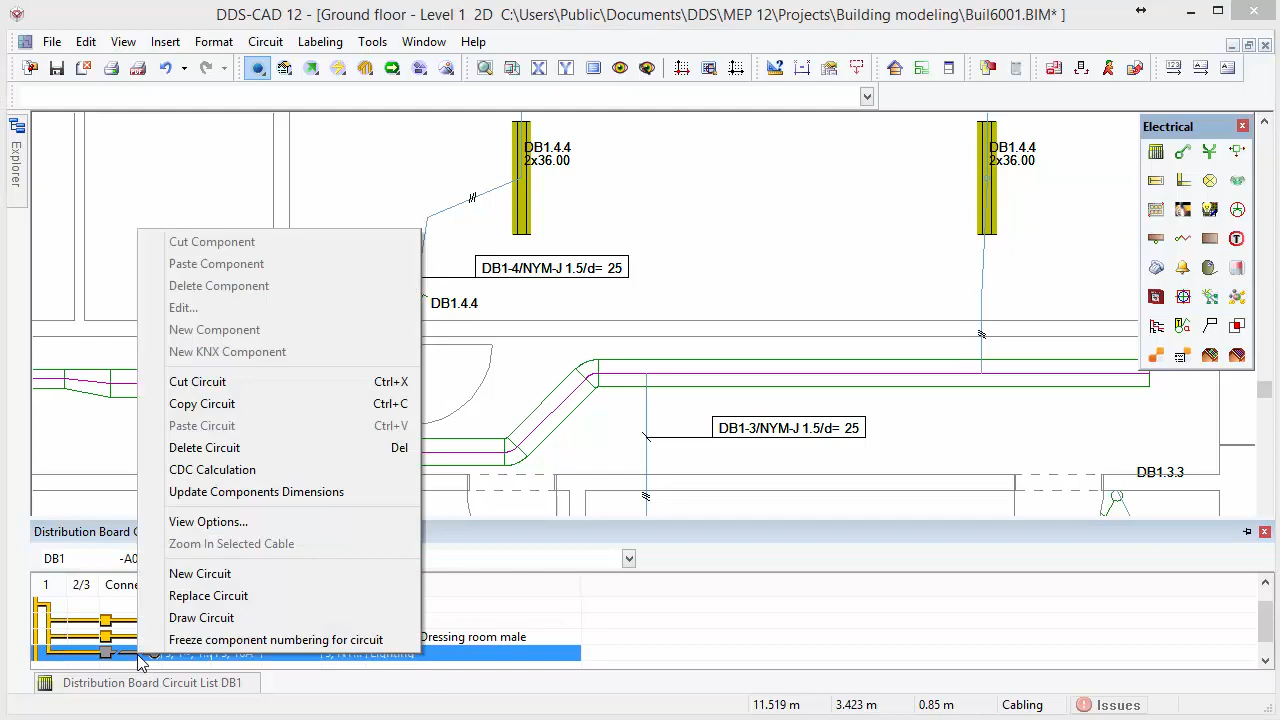 DDS-CAD 12 - [Ground floor - Level 1 2D C:\Users\Public\Documents\DDS\MEP 12\Projects\Building modeling\Buil6001.BIM* ]
File Edit View Insert Format Circuit Labeling Tools Window Help
Explorer
Electrical
DB1.4.4
2x36.00
DB1.4.4
2x36.00
DB1-4/NYM-J 1.5/d= 25
DB1.4.4
DB1-3/NYM-J 1.5/d= 25
DB1.3.3
Cut Component
Paste Component
Delete Component
Edit...
New Component
New KNX Component
Cut Circuit Ctrl+X
Copy Circuit Ctrl+C
Paste Circuit Ctrl+V
Delete Circuit Del
CDC Calculation
Update Components Dimensions
View Options...
Zoom In Selected Cable
New Circuit
Replace Circuit
Draw Circuit
Freeze component numbering for circuit
Distribution Board
DB1 -A0
1 2/3 Conne
Dressing room male
Lighting
Distribution Board Circuit List DB1
11.519 m 3.423 m 0.85 m Cabling Issues